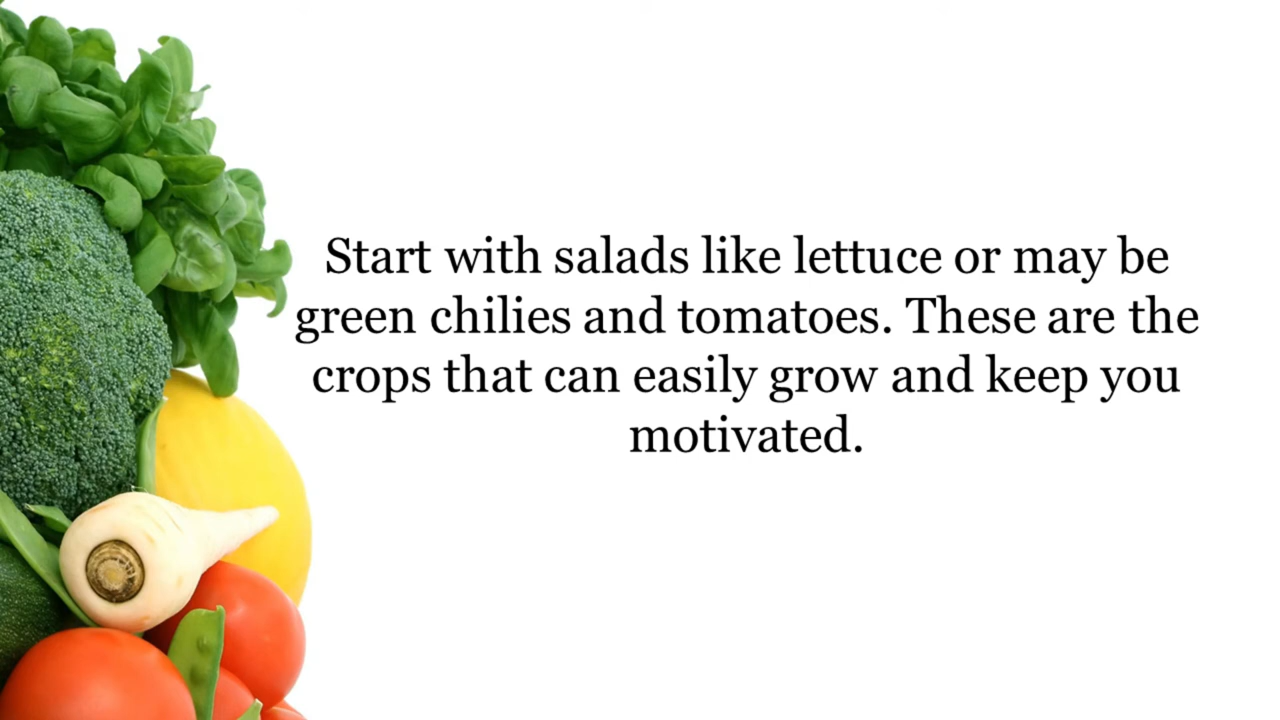 Start with salads like lettuce or may be
green chilies and tomatoes. These are the
crops that can easily grow and keep you
motivated.